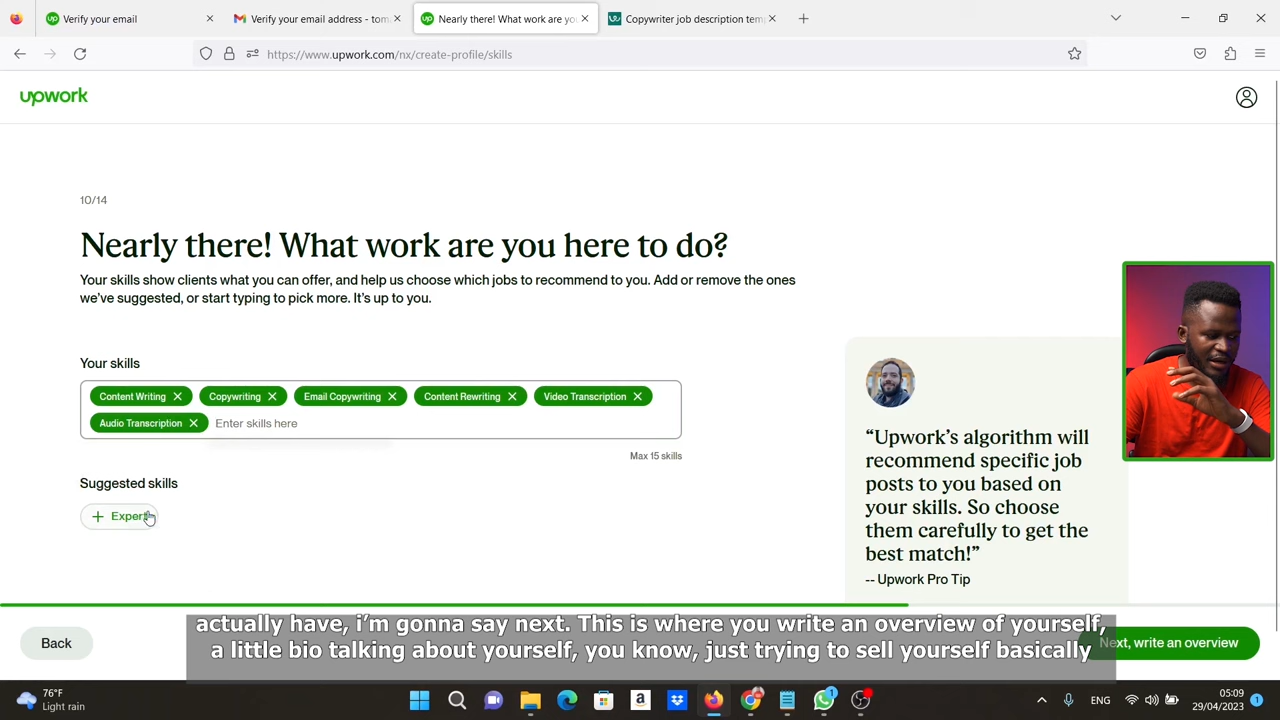 Verify your email
Verify your email address - tom
Nearly there! What work are yo
Copywriter job description tem
https://www.upwork.com/nx/create-profile/skills
upwork
10/14
Nearly there! What work are you here to do?
Your skills show clients what you can offer, and help us choose which jobs to recommend to you. Add or remove the ones
we've suggested, or start typing to pick more. It's up to you.
Your skills
Content Writing
Copywriting
Email Copywriting
Content Rewriting
Video Transcription
Audio Transcription
Enter skills here
Max 15 skills
Suggested skills
+ Expert
“Upwork's algorithm will
recommend specific job
posts to you based on
your skills. So choose
them carefully to get the
best match!”
-- Upwork Pro Tip
Back
Next, write an overview
actually have, i'm gonna say next. This is where you write an overview of yourself,
a little bio talking about yourself, you know, just trying to sell yourself basically
76°F
Light rain
ENG
05:09
29/04/2023